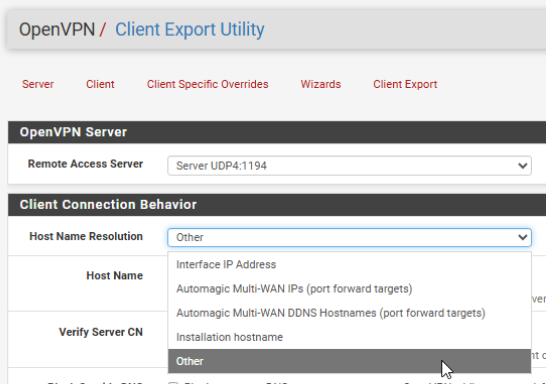 OpenVPN / Client Export Utility
Server Client Client Specific Overrides Wizards Client Export
OpenVPN Server
Remote Access Server Server UDP4:1194
Client Connection Behavior
Host Name Resolution Other
Interface IP Address
Host Name
Automagic Multi-WAN IPs (port forward targets)
Automagic Multi-WAN DDNS Hostnames (port forward targets)
Verify Server CN
Installation hostname
Other